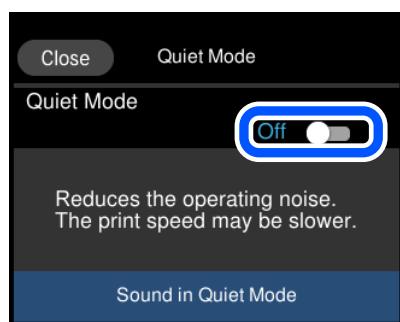 Close
Quiet Mode
Quiet Mode
Off
Reduces the operating noise.
The print speed may be slower.
Sound in Quiet Mode